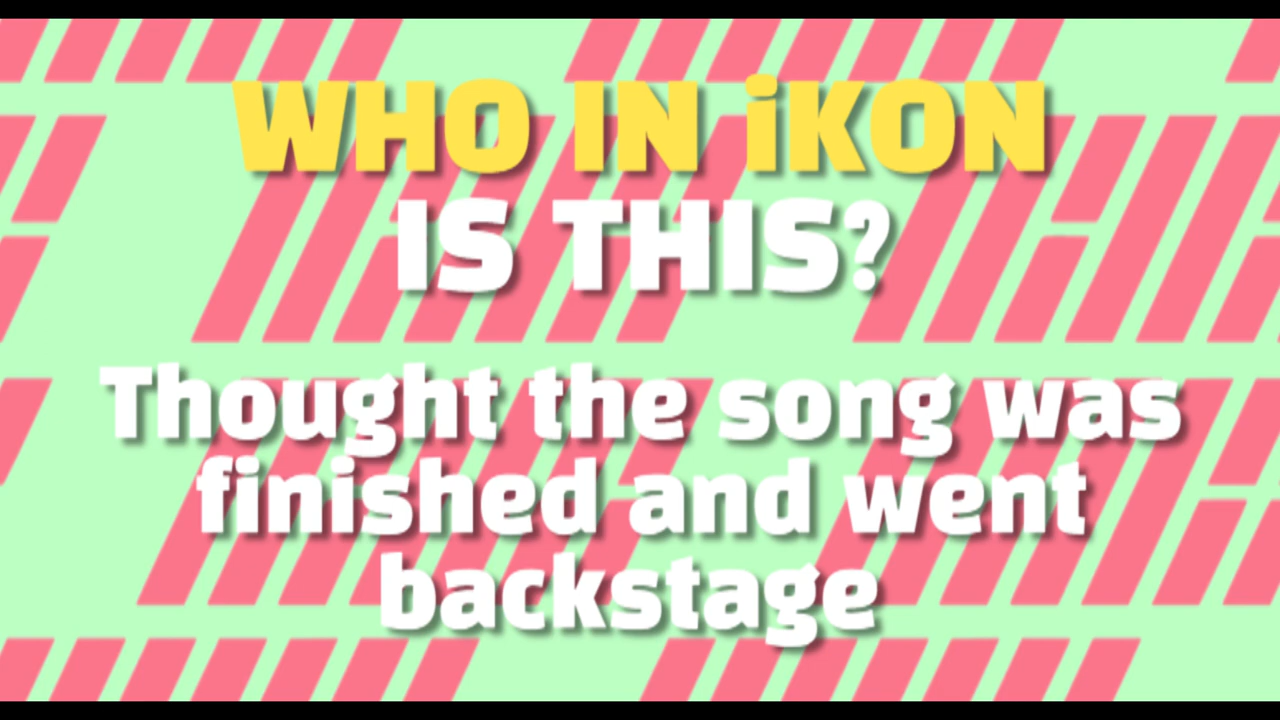 WHO IN iKON
IS THIS?
Thought the song was
finished and went
backstage